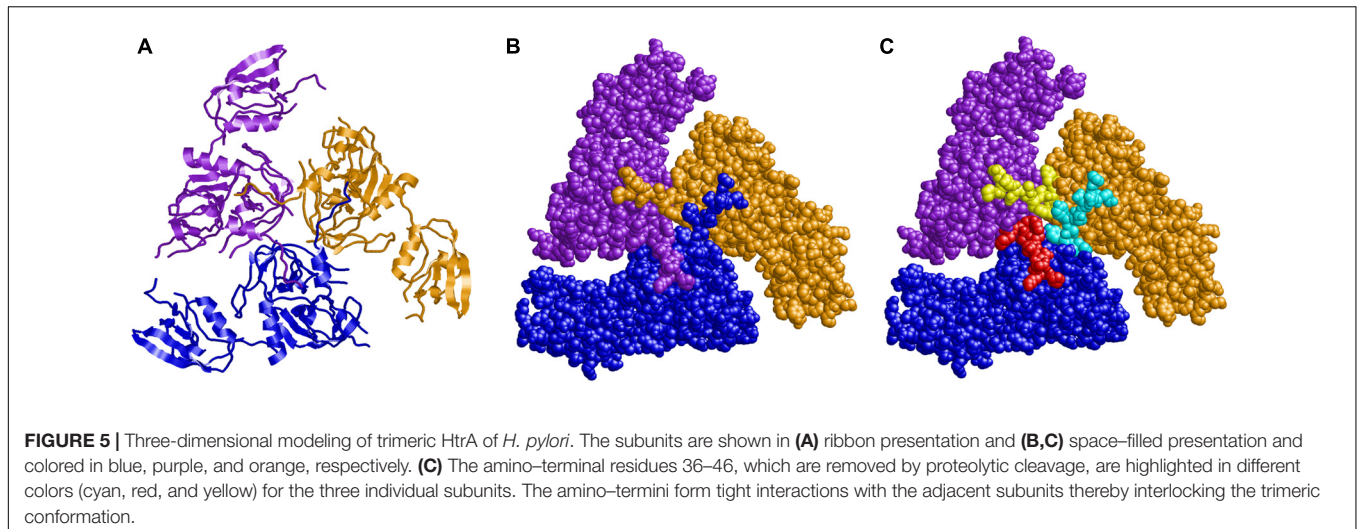 A
B
C
FIGURE 5 | Three-dimensional modeling of trimeric HtrA of H. pylori. The subunits are shown in (A) ribbon presentation and (B,C) space–filled presentation and
colored in blue, purple, and orange, respectively. (C) The amino–terminal residues 36–46, which are removed by proteolytic cleavage, are highlighted in different
colors (cyan, red, and yellow) for the three individual subunits. The amino–termini form tight interactions with the adjacent subunits thereby interlocking the trimeric
conformation.